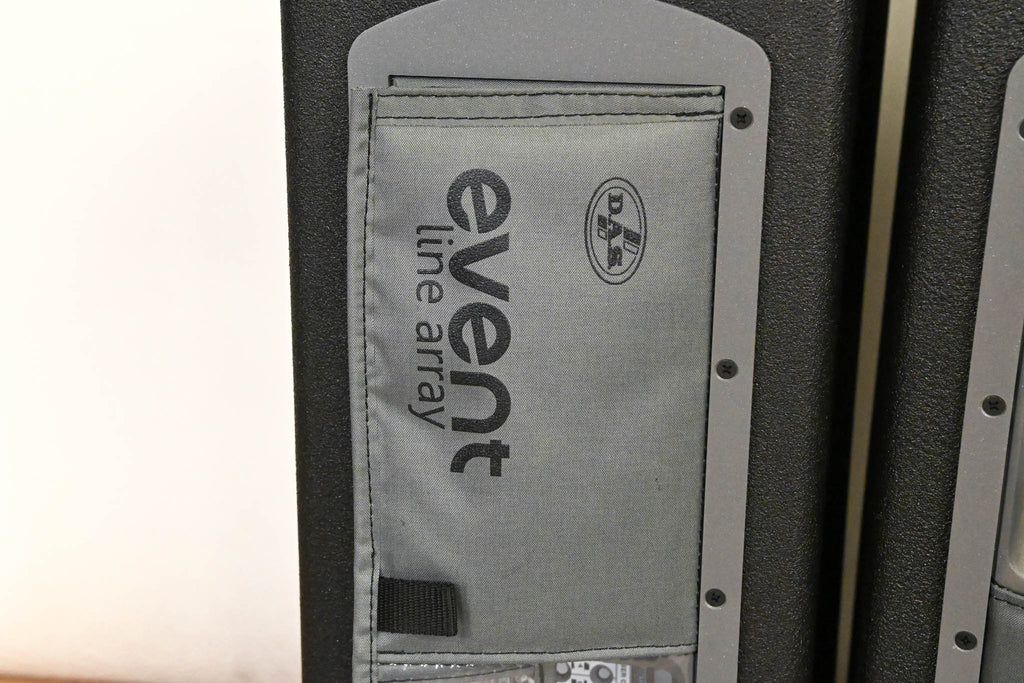 D.A.S.
event
line array